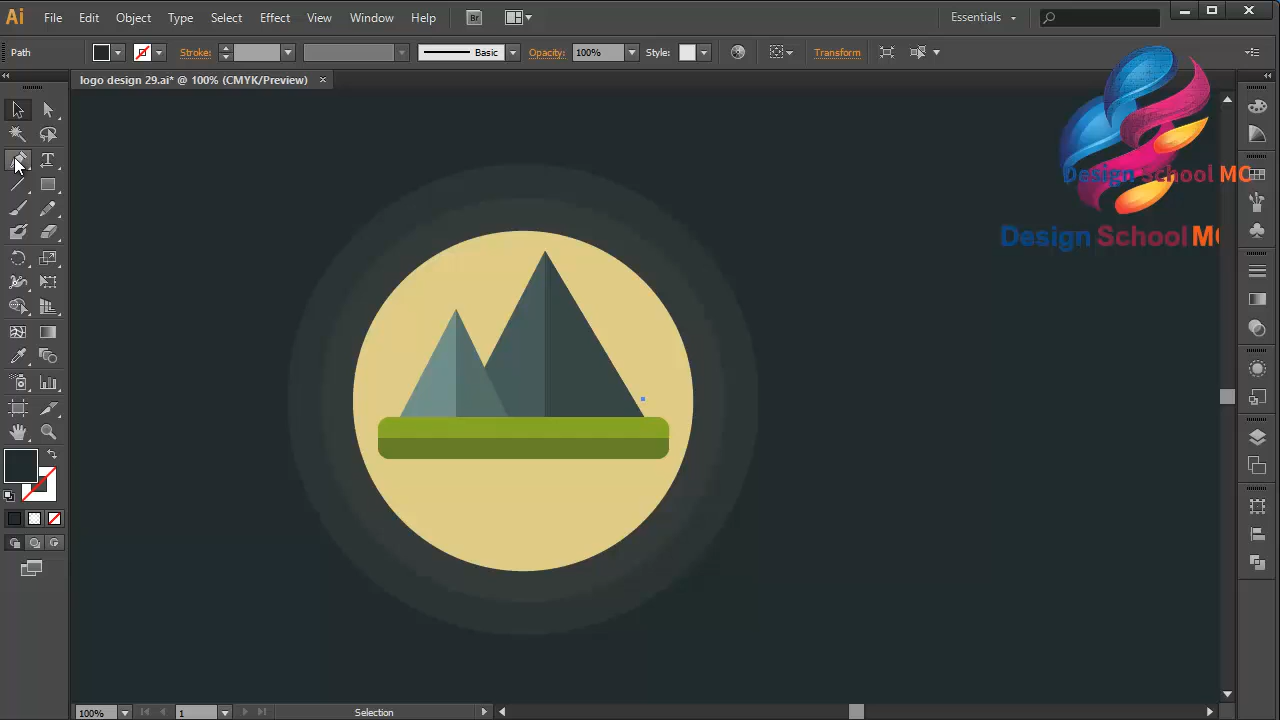 Ai File Edit Object Type Select Effect View Window Help Br Essentials
Path Stroke: Basic Opacity: 100% Style: Transform
logo design 29.ai* @ 100% (CMYK/Preview) ×
T
Design School MC
Design School MC
100% 1 Selection